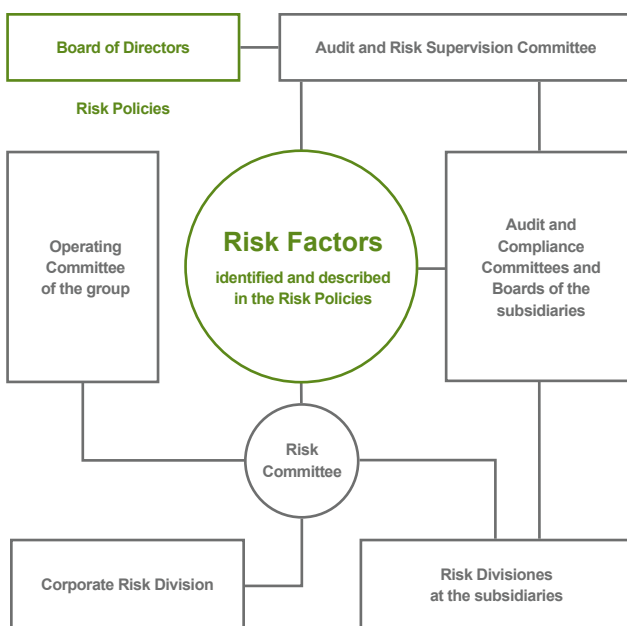 Board of Directors
Audit and Risk Supervision Committee
Risk Policies
Operating
Committee
of the group
Risk Factors
identified and described
in the Risk Policies
Audit and
Compliance
Committees and
Boards of the
subsidiaries
Risk
Committee
Corporate Risk Division
Risk Divisiones
at the subsidiaries